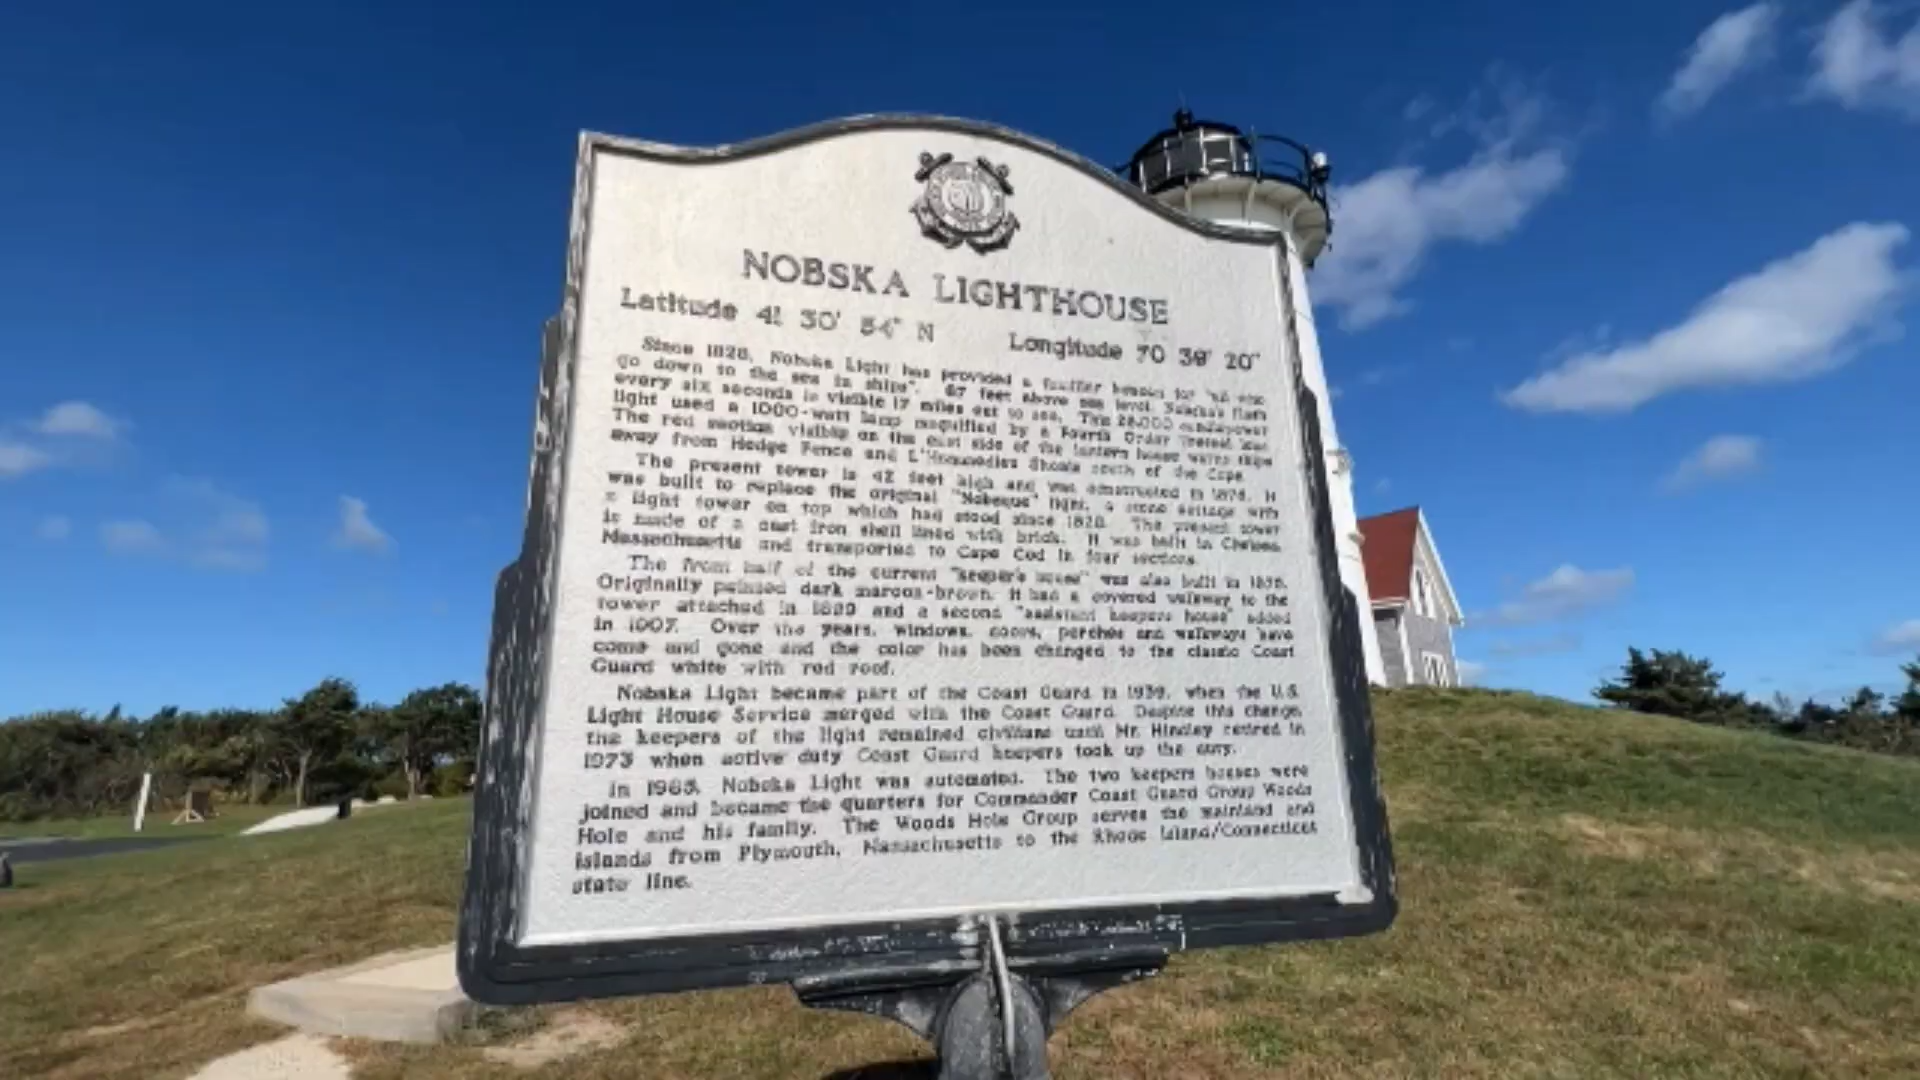 NOBSKA LIGHTHOUSE
Latitude 41 30' 54" N Longitude 70 39' 20"
Since 1828, Nobska Light has provided a familiar beacon for "all who
go down to the sea in ships". 87 feet above sea level, Nobska's flash
every six seconds is visible 17 miles out to sea. This 28,000 candlepower
light used a 1000-watt lamp magnified by a Fourth Order Fresnel lens.
The red section visible on the east side of the lantern house warns ships
away from Hedge Fence and L'Hommedieu Shoals south of the Cape.
The present tower is 42 feet high and was constructed in 1876. It
was built to replace the original "Nobsque" light, a stone cottage with
a light tower on top which had stood since 1828. The present tower
is made of a cast iron shell lined with brick. It was built in Chelsea,
Massachusetts and transported to Cape Cod in four sections.
The front half of the current "keeper's house" was also built in 1876.
Originally painted dark maroon-brown, it had a covered walkway to the
tower attached in 1899 and a second "assistant keepers house" added
in 1907. Over the years, windows, doors, porches and walkways have
come and gone and the color has been changed to the classic Coast
Guard white with red roof.
Nobska Light became part of the Coast Guard in 1939, when the U.S.
Light House Service merged with the Coast Guard. Despite this change,
the keepers of the light remained civilians until Mr. Hindley retired in
1973 when active duty Coast Guard keepers took up the duty.
In 1985, Nobska Light was automated. The two keepers houses were
joined and became the quarters for Commander Coast Guard Group Woods
Hole and his family. The Woods Hole Group serves the mainland and
islands from Plymouth, Massachusetts to the Rhode Island/Connecticut
state line.